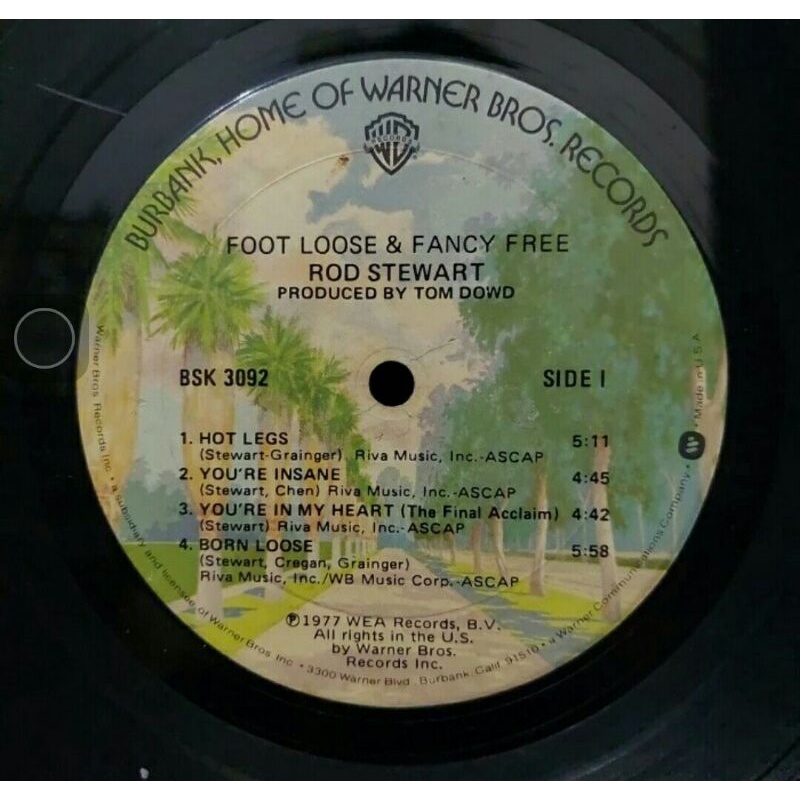 BURBANK, HOME OF WARNER BROS. RECORDS
FOOT LOOSE & FANCY FREE
ROD STEWART
PRODUCED BY TOM DOWD
BSK 3092
SIDE I
1. HOT LEGS 5:11
(Stewart-Grainger) Riva Music, Inc.-ASCAP
2. YOU'RE INSANE 4:45
(Stewart, Chen) Riva Music, Inc.-ASCAP
3. YOU'RE IN MY HEART (The Final Acclaim) 4:42
(Stewart) Riva Music, Inc.-ASCAP
4. BORN LOOSE 5:58
(Stewart, Cregan, Grainger)
Riva Music, Inc./WB Music Corp.-ASCAP
℗1977 WEA Records, B.V.
All rights in the U.S.
by Warner Bros.
Records Inc.
Warner Bros. Records Inc. • a subsidiary and licensee of Warner Bros. Inc. • 3300 Warner Blvd., Burbank, Calif. 91510 • a Warner Communications Company • Made in U.S.A.